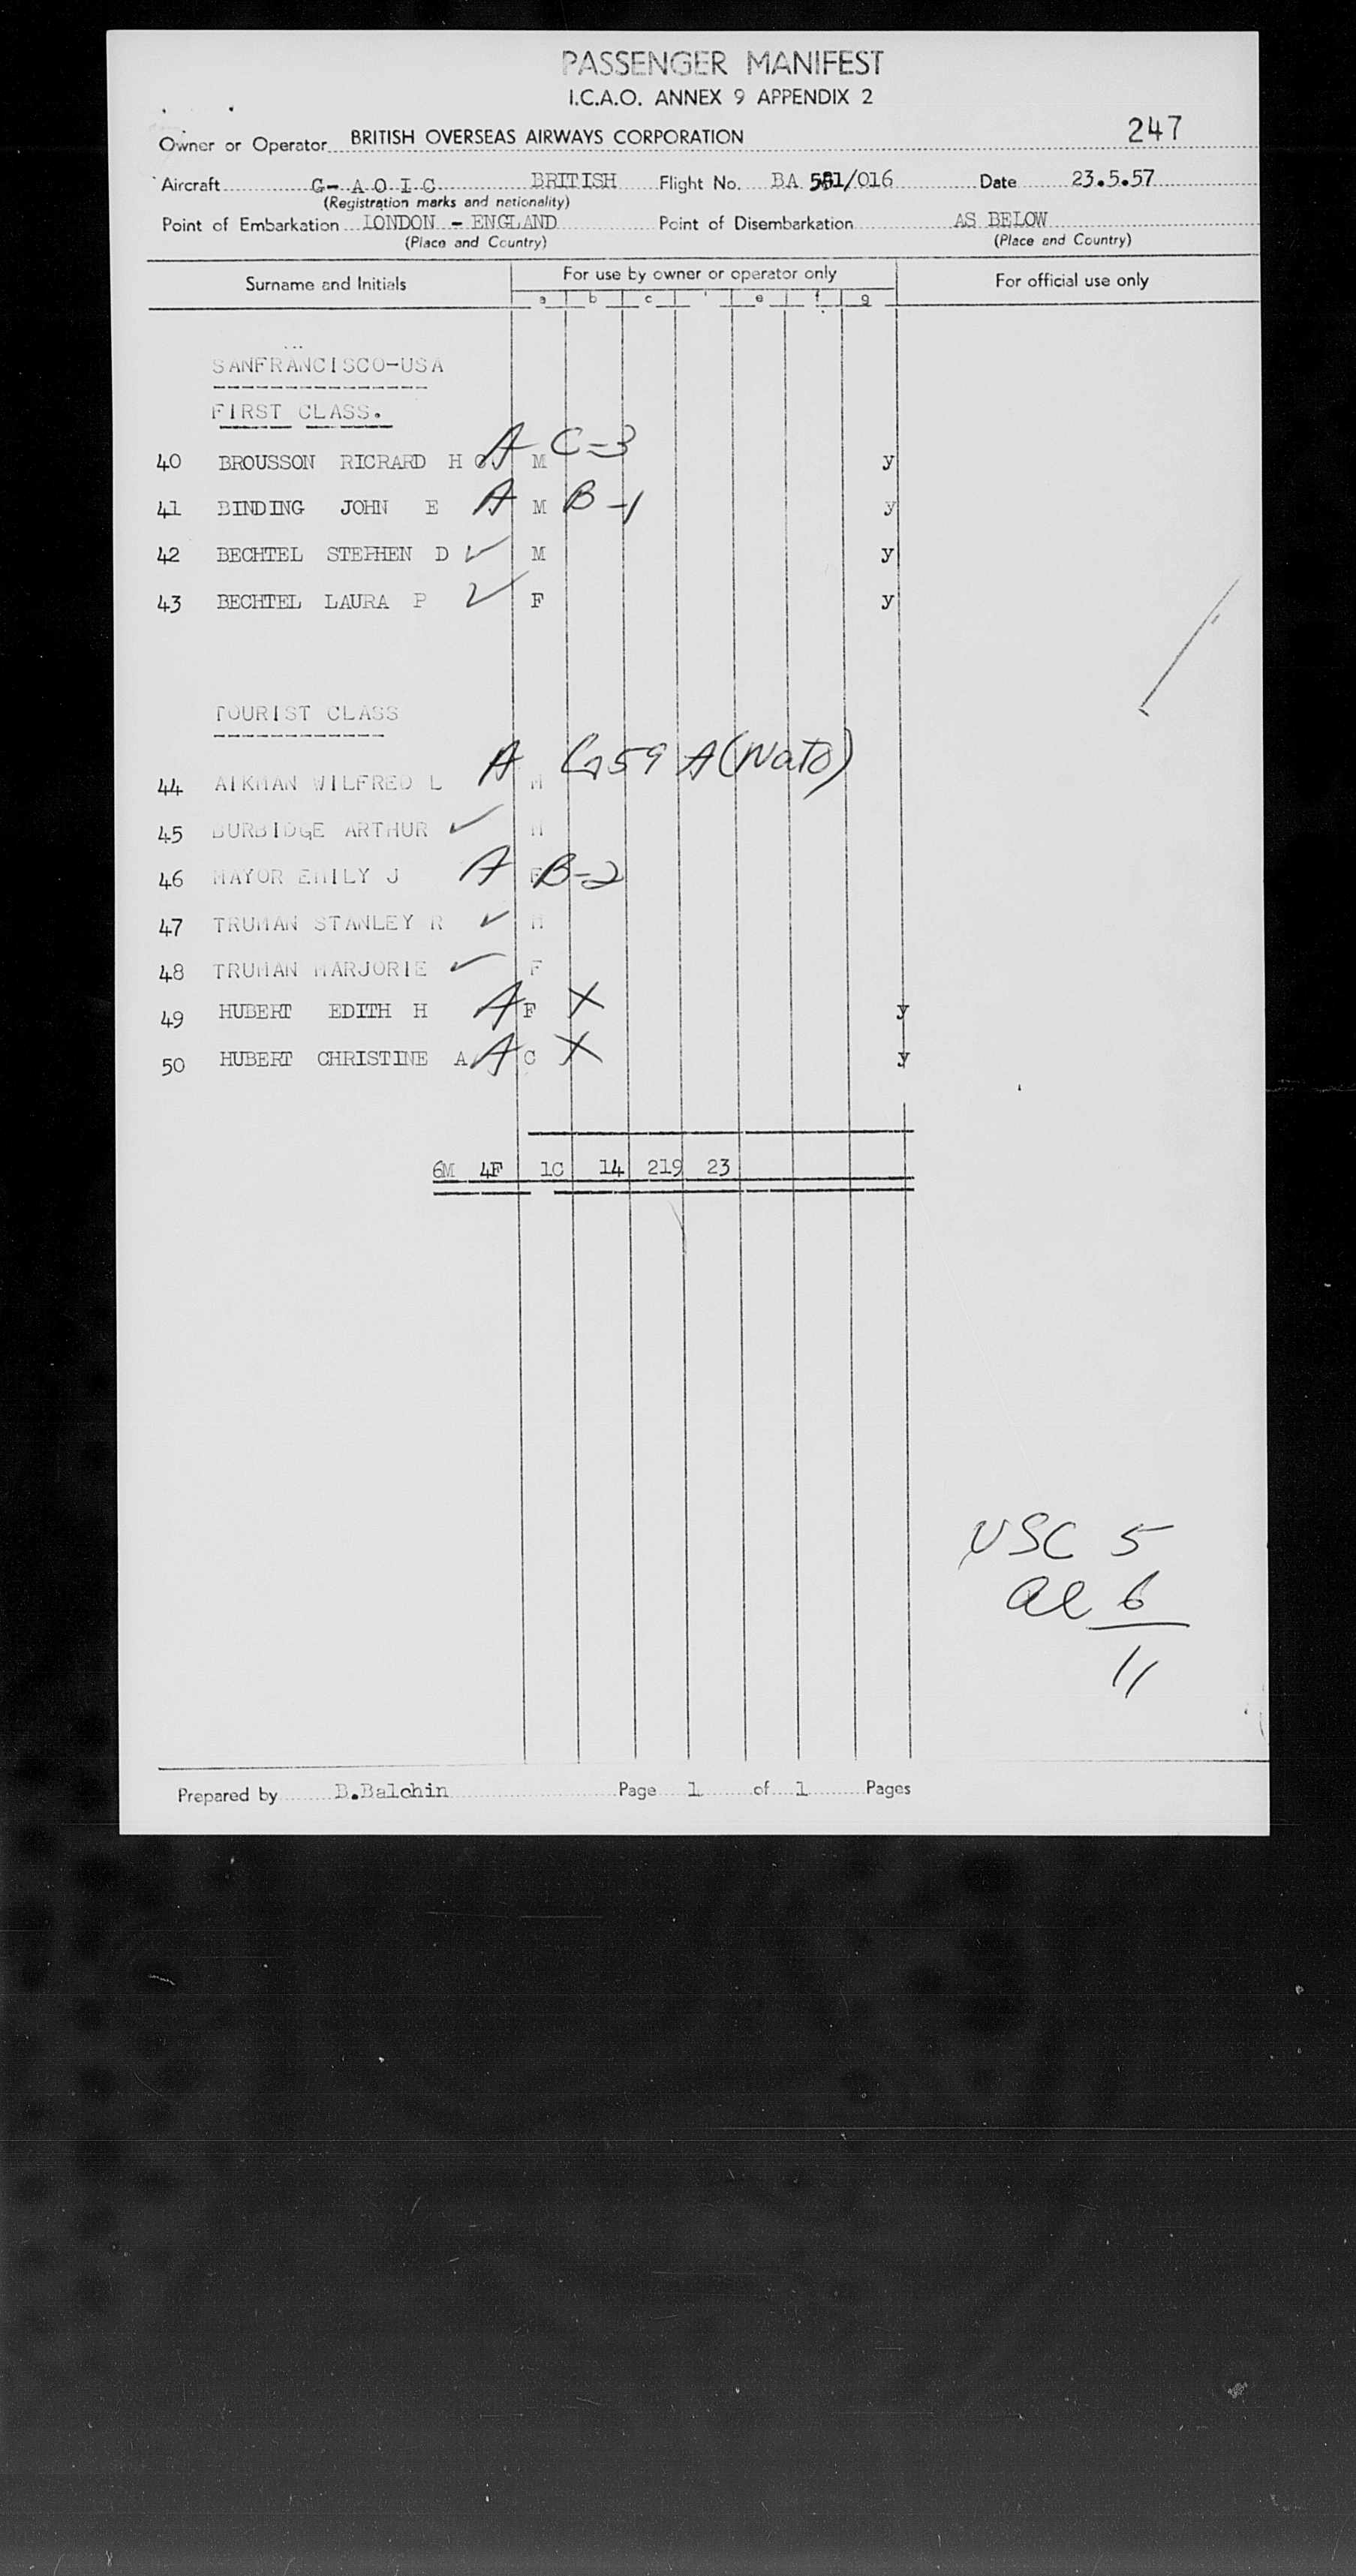 PASSENGER MANIFEST
I.C.A.O. ANNEX 9 APPENDIX 2
247
Owner or Operator BRITISH OVERSEAS AIRWAYS CORPORATION
Aircraft G- A O I C BRITISH Flight No. BA 581/016 Date 23.5.57
(Registration marks and nationality)
Point of Embarkation LONDON - ENGLAND Point of Disembarkation AS BELOW
(Place and Country) (Place and Country)
Surname and Initials For use by owner or operator only For official use only
a b c e f g
SANFRANCISCO-USA
FIRST CLASS.
40 BROUSSON RICRARD H G A M C-3 y
41 BINDING JOHN E A M B-1 y
42 BECHTEL STEPHEN D ✓ M y
43 BECHTEL LAURA P ✓ F y
TOURIST CLASS
44 AIKMAN WILFRED L A M G59 A (Nato)
45 BURBIDGE ARTHUR ✓ M
46 MAYOR EMILY J A F B-2
47 TRUMAN STANLEY R ✓ M
48 TRUMAN MARJORIE ✓ F
49 HUBERT EDITH H A F X y
50 HUBERT CHRISTINE A A C X y
6M 4F 1C 14 219 23
USC 5
al 6
11
Prepared by B.Balchin Page 1 of 1 Pages